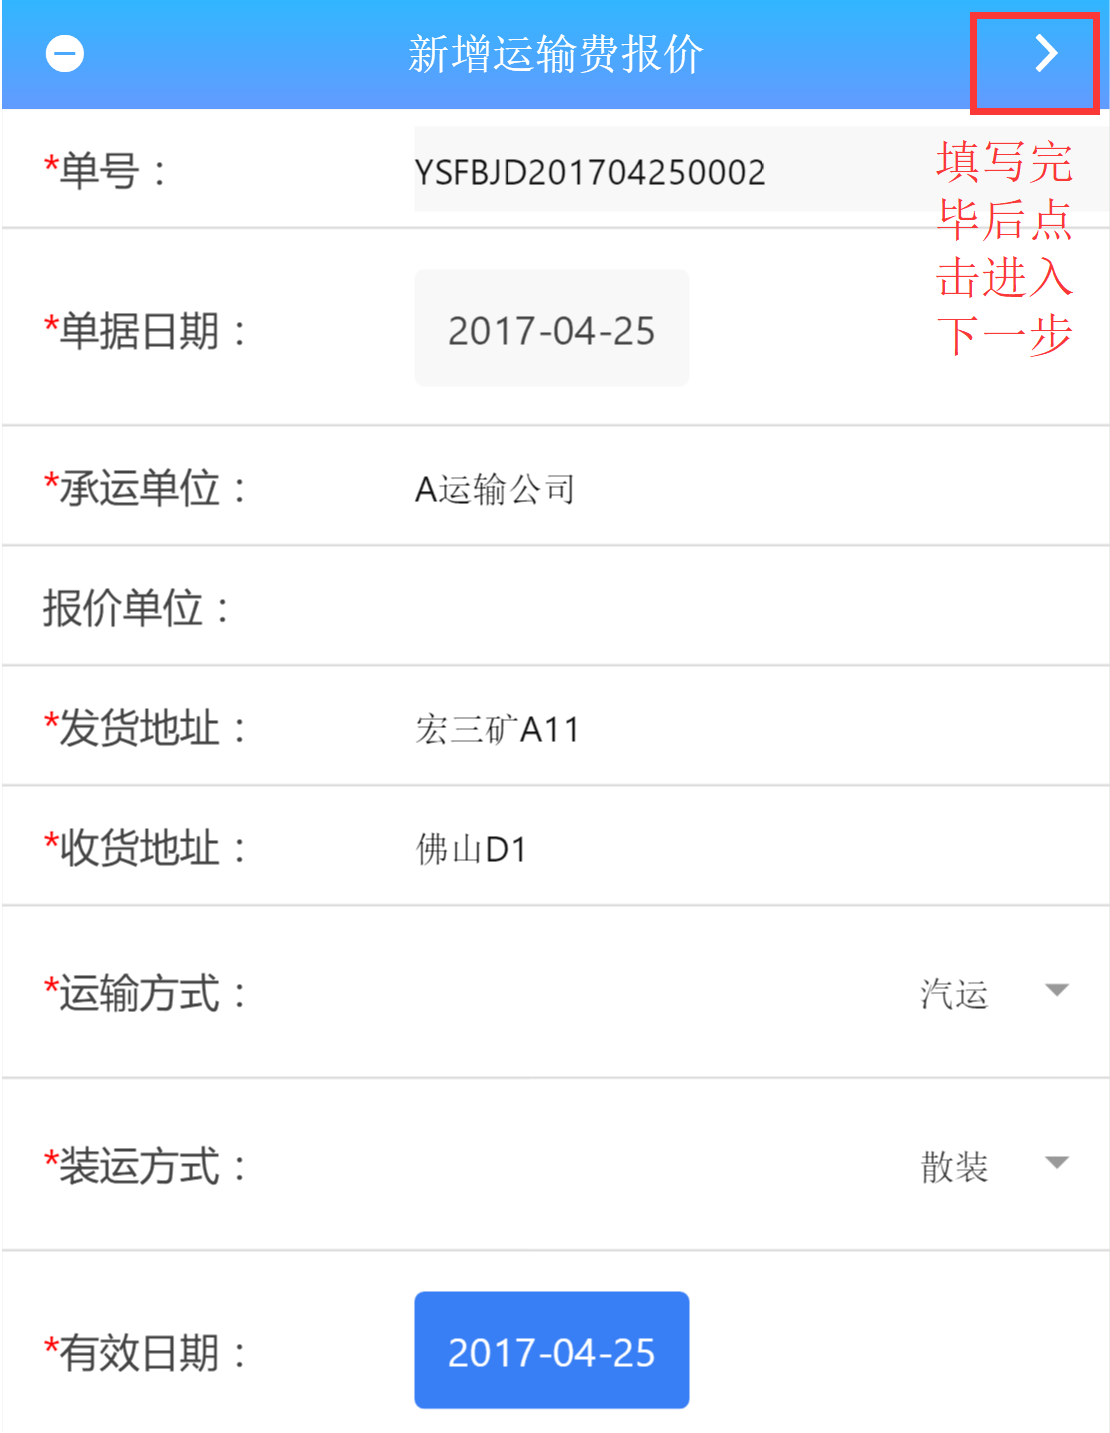 新增运输费报价
*单号：
YSFBJD201704250002
填写完
毕后点
击进入
下一步
*单据日期：
2017-04-25
*承运单位：
A运输公司
报价单位：
*发货地址：
宏三矿A11
*收货地址：
佛山D1
*运输方式：
汽运
*装运方式：
散装
*有效日期：
2017-04-25